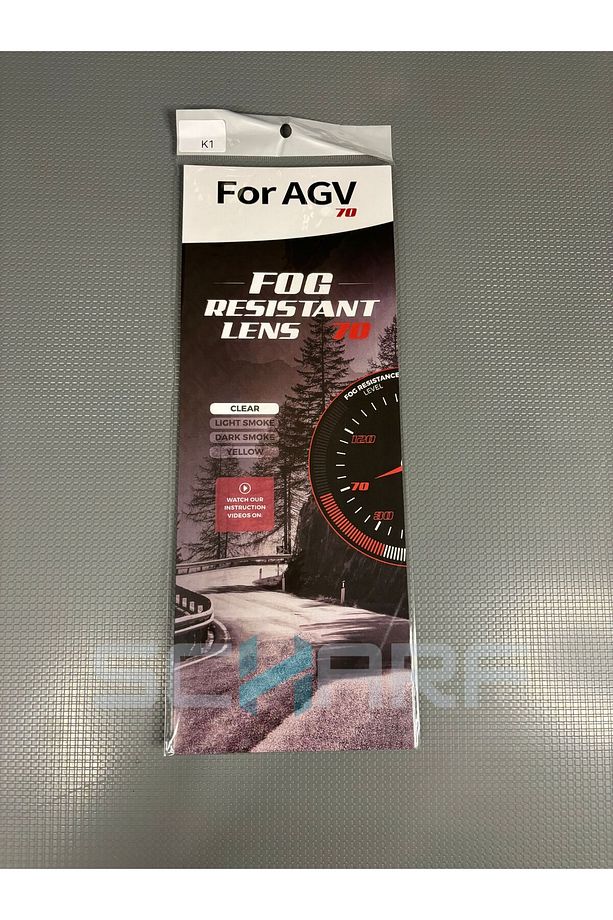 K1
For AGV
70
FOG
RESISTANT
LENS 70
FOG RESISTANCE
LEVEL
CLEAR
LIGHT SMOKE
DARK SMOKE
YELLOW
120
70
30
WATCH OUR
INSTRUCTION
VIDEOS ON:
SCHARF